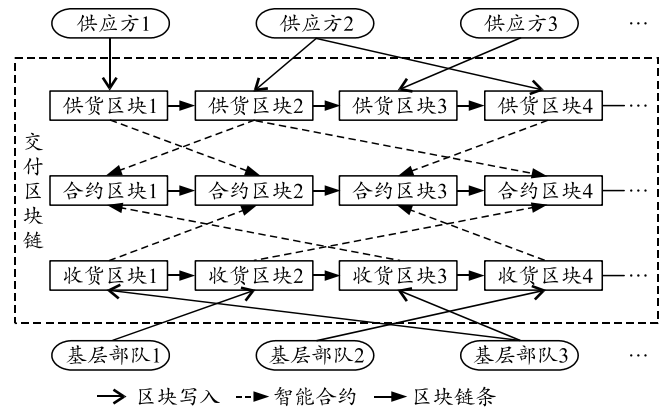 供应方1 供应方2 供应方3 …
供货区块1 供货区块2 供货区块3 供货区块4 …
交付区块链
合约区块1 合约区块2 合约区块3 合约区块4 …
收货区块1 收货区块2 收货区块3 收货区块4 …
基层部队1 基层部队2 基层部队3 …
区块写入 智能合约 区块链条